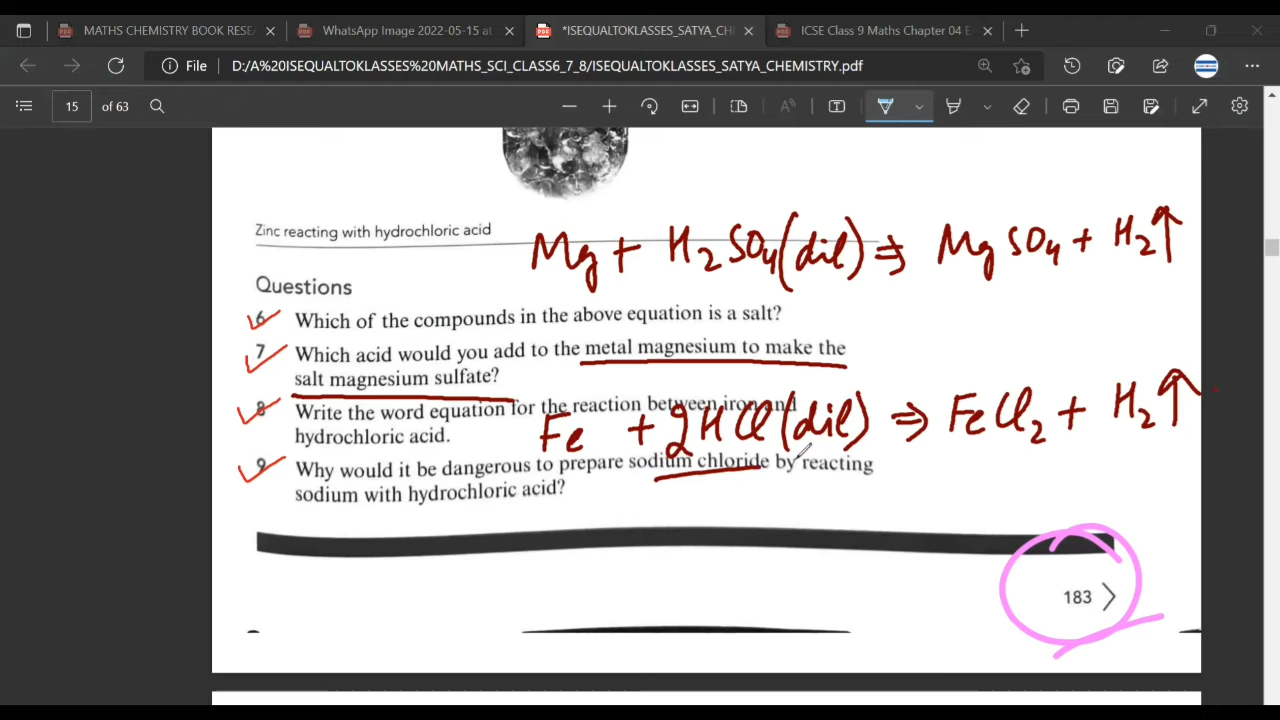 MATHS CHEMISTRY BOOK RESEA
WhatsApp Image 2022-05-15 at
*ISEQUALTOKLASSES_SATYA_CH
ICSE Class 9 Maths Chapter 04 E
File D:/A%20ISEQUALTOKLASSES%20MATHS_SCI_CLASS6_7_8/ISEQUALTOKLASSES_SATYA_CHEMISTRY.pdf
15 of 63
Zinc reacting with hydrochloric acid
Mg + H2SO4(dil) ⇒ MgSO4 + H2↑
Questions
6 Which of the compounds in the above equation is a salt?
7 Which acid would you add to the metal magnesium to make the
salt magnesium sulfate?
8 Write the word equation for the reaction between iron and
hydrochloric acid.
Fe + 2HCl(dil) ⇒ FeCl2 + H2↑
9 Why would it be dangerous to prepare sodium chloride by reacting
sodium with hydrochloric acid?
183